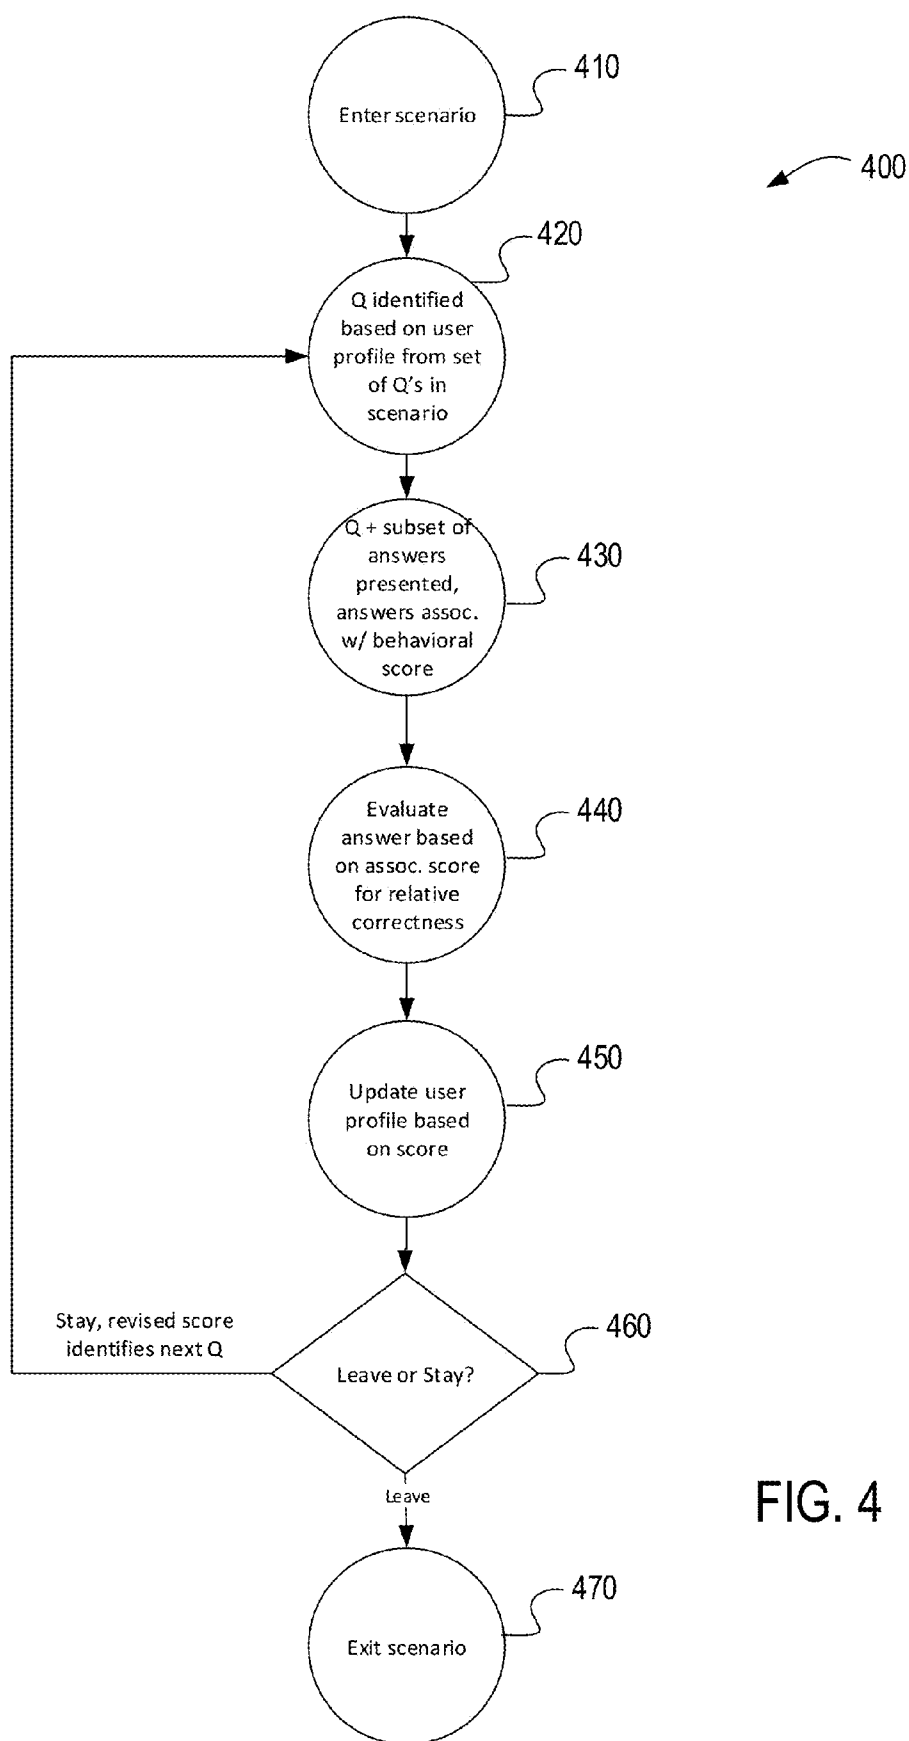 410
Enter scenario
400
420
Q identified
based on user
profile from set
of Q's in
scenario
Q + subset of
answers
presented,
answers assoc.
w/ behavioral
score
430
Evaluate
answer based
on assoc. score
for relative
correctness
440
Update user
profile based
on score
450
Stay, revised score
identifies next Q
Leave or Stay?
460
Leave
FIG. 4
Exit scenario
470